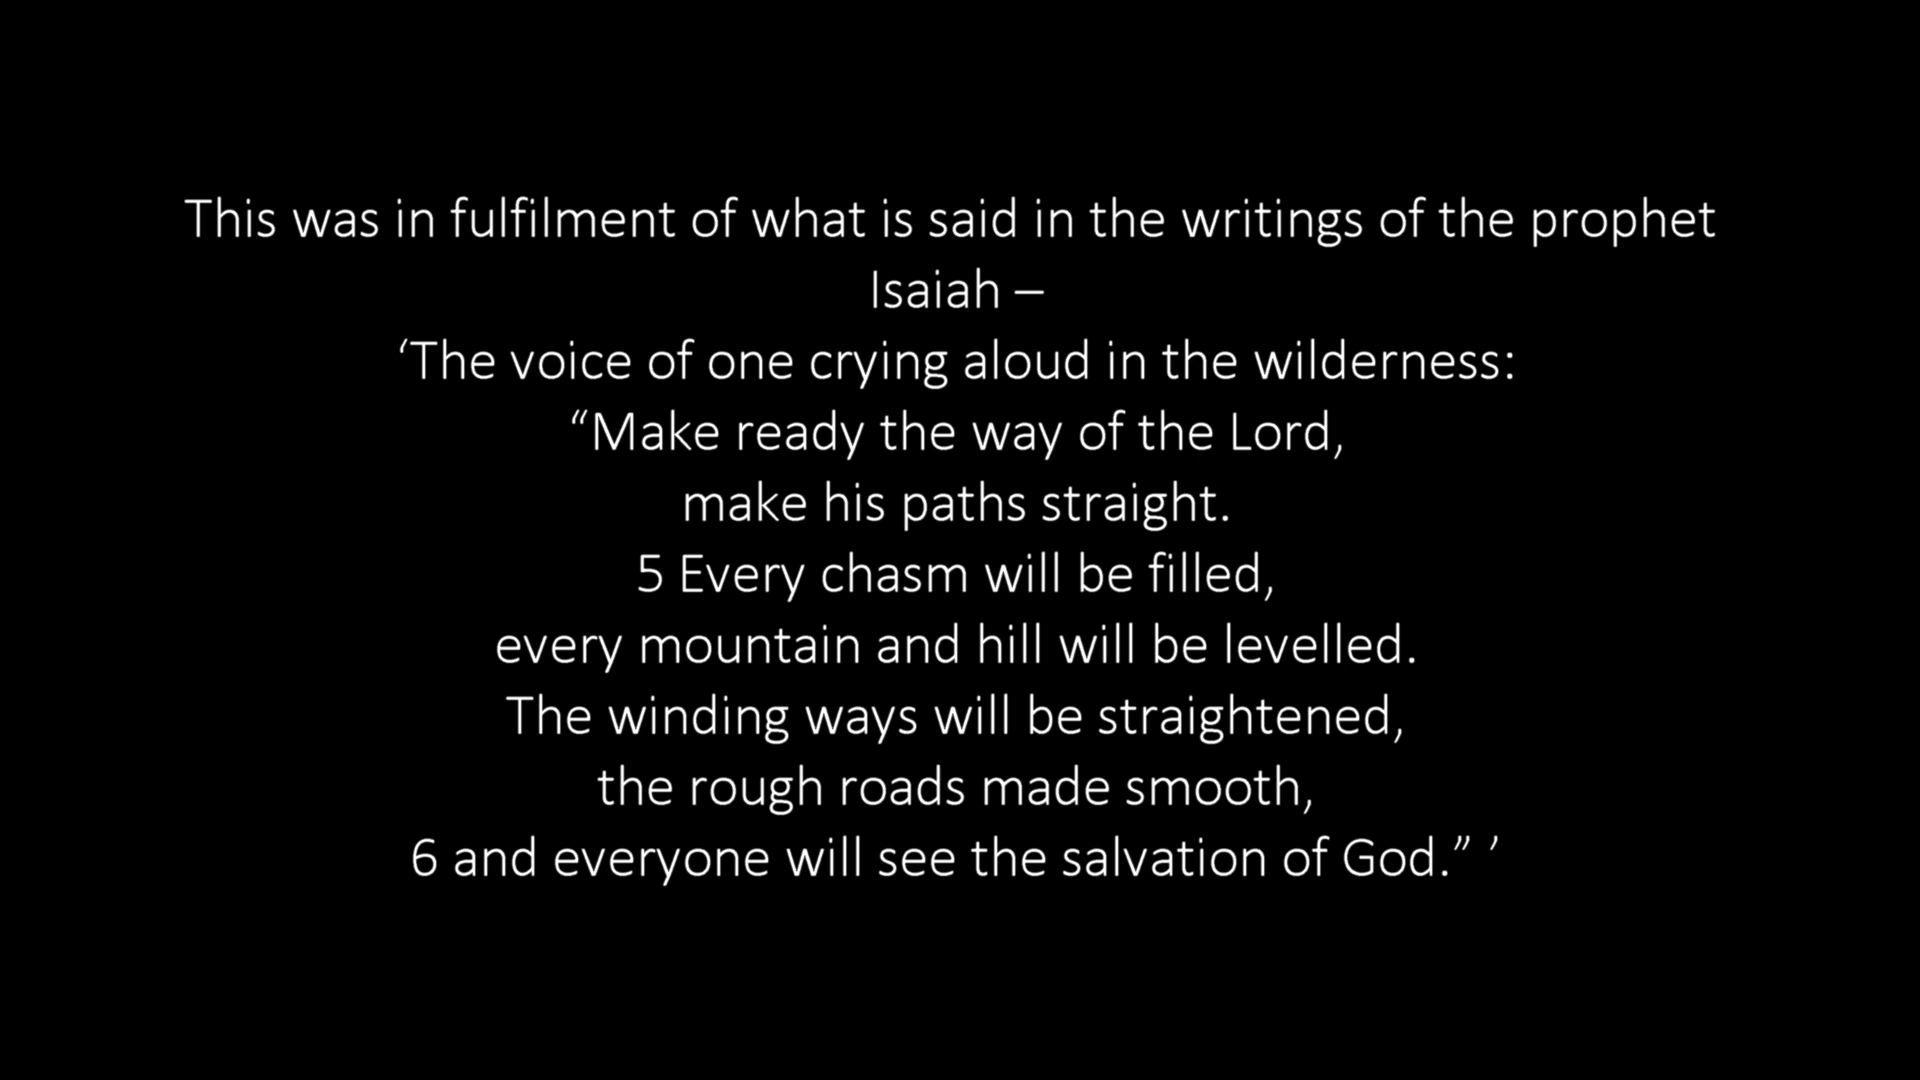 This was in fulfilment of what is said in the writings of the prophet
Isaiah –
‘The voice of one crying aloud in the wilderness:
“Make ready the way of the Lord,
make his paths straight.
5 Every chasm will be filled,
every mountain and hill will be levelled.
The winding ways will be straightened,
the rough roads made smooth,
6 and everyone will see the salvation of God.” ’